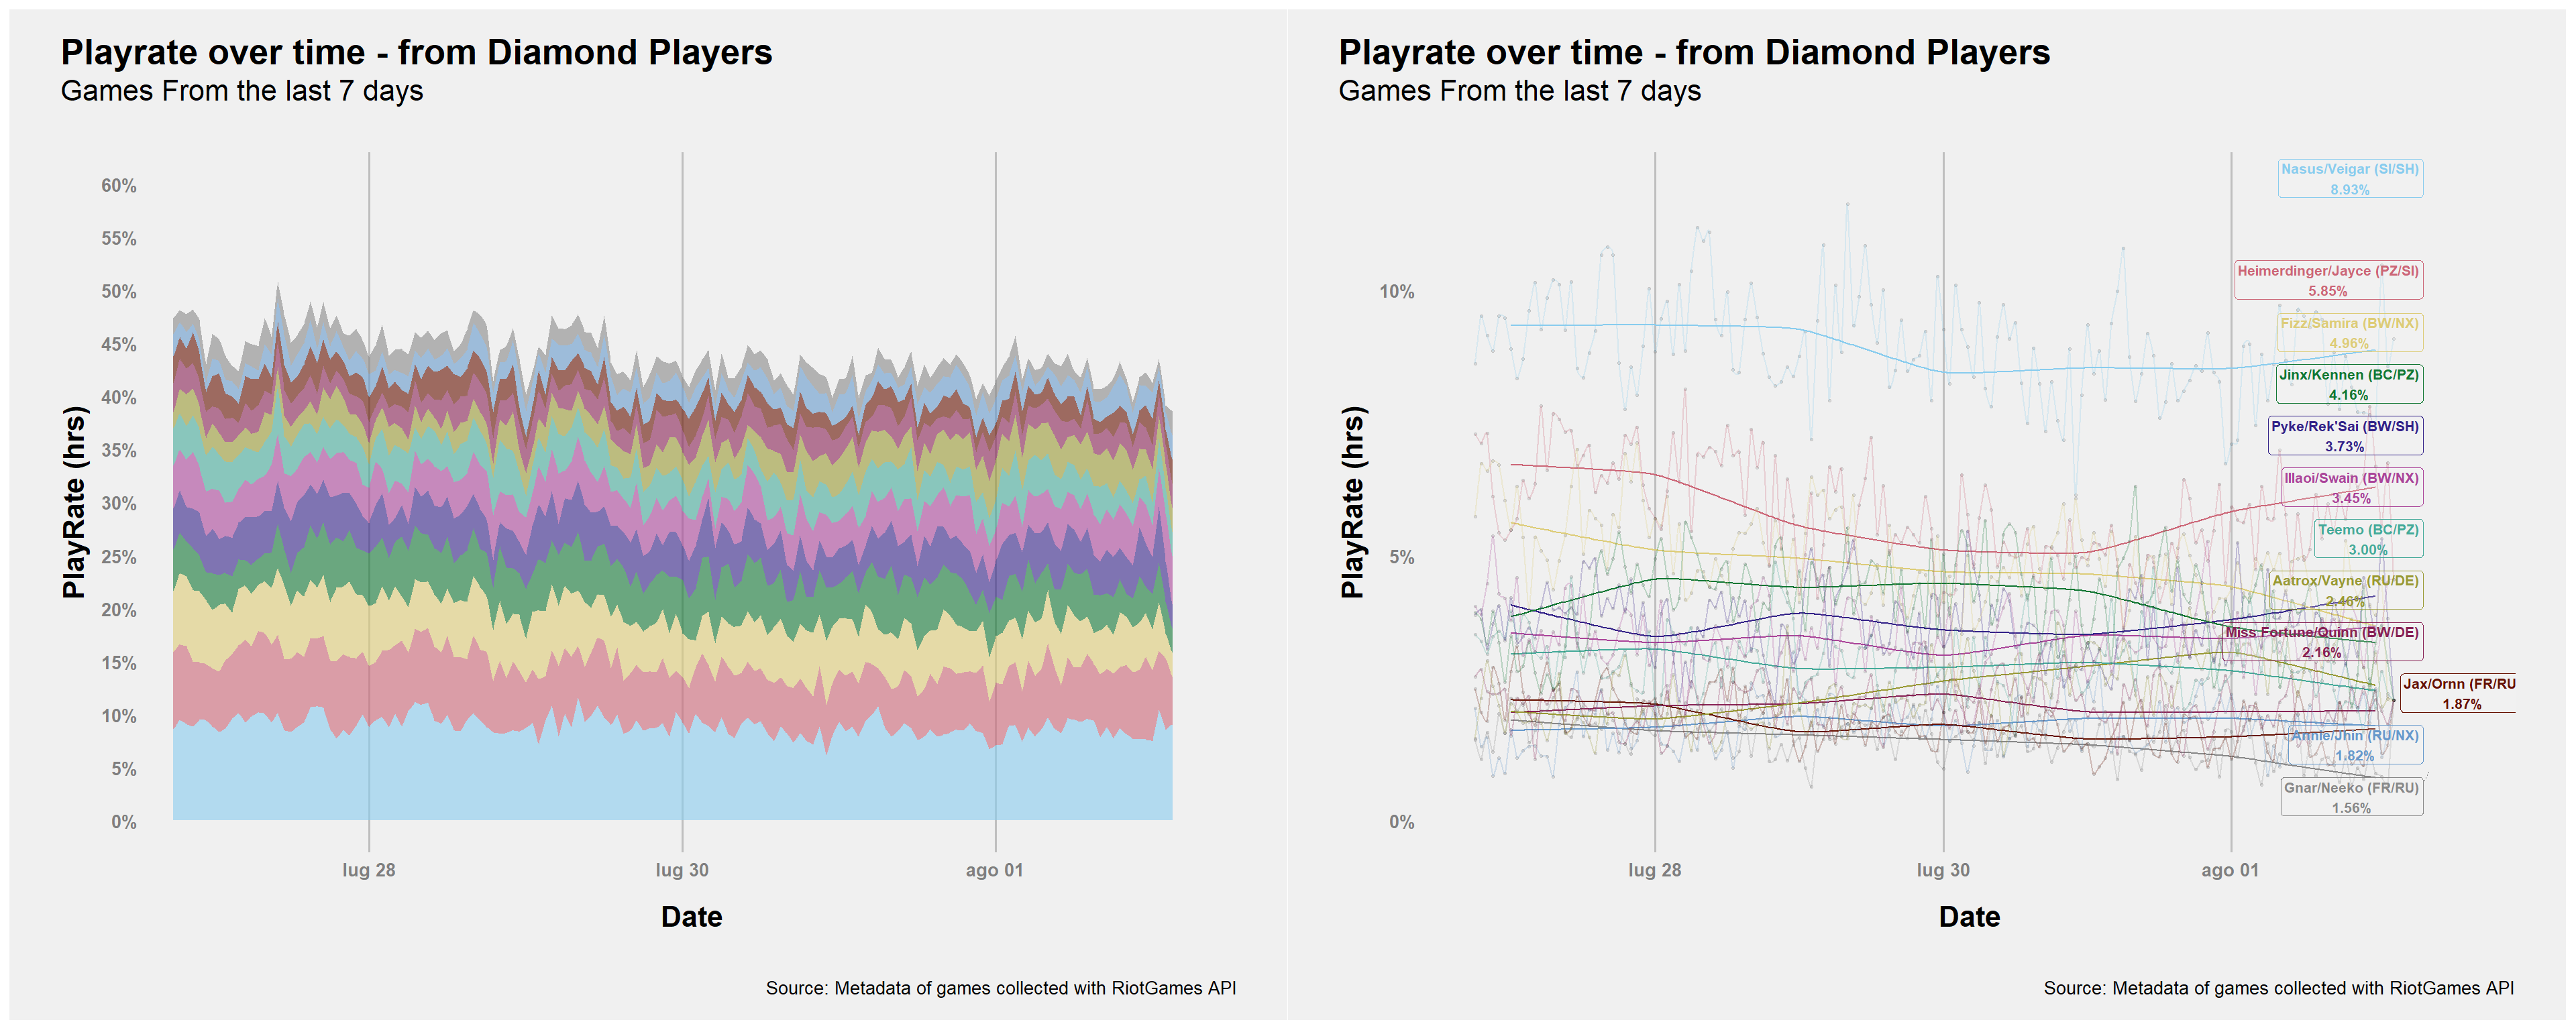 Playrate over time - from Diamond Players
Games From the last 7 days
60%
55%
50%
45%
40%
35%
30%
25%
20%
15%
10%
5%
0%
PlayRate (hrs)
lug 28
lug 30
ago 01
Date
Source: Metadata of games collected with RiotGames API
Playrate over time - from Diamond Players
Games From the last 7 days
10%
5%
0%
PlayRate (hrs)
Nasus/Veigar (SI/SH)
8.93%
Heimerdinger/Jayce (PZ/SI)
5.85%
Fizz/Samira (BW/NX)
4.96%
Jinx/Kennen (BC/PZ)
4.16%
Pyke/Rek'Sai (BW/SH)
3.73%
Illaoi/Swain (BW/NX)
3.45%
Teemo (BC/PZ)
3.00%
Aatrox/Vayne (RU/DE)
2.46%
Miss Fortune/Quinn (BW/DE)
2.16%
Jax/Ornn (FR/RU
1.87%
Annie/Jhin (RU/NX)
1.82%
Gnar/Neeko (FR/RU)
1.56%
lug 28
lug 30
ago 01
Date
Source: Metadata of games collected with RiotGames API